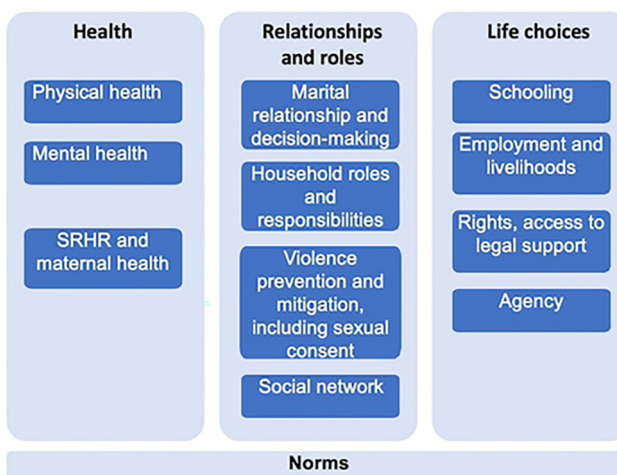 Health
Physical health
Mental health
SRHR and
maternal health
Relationships
and roles
Marital
relationship and
decision-making
Household roles
and
responsibilities
Violence
prevention and
mitigation,
including sexual
consent
Social network
Life choices
Schooling
Employment and
livelihoods
Rights, access to
legal support
Agency
Norms